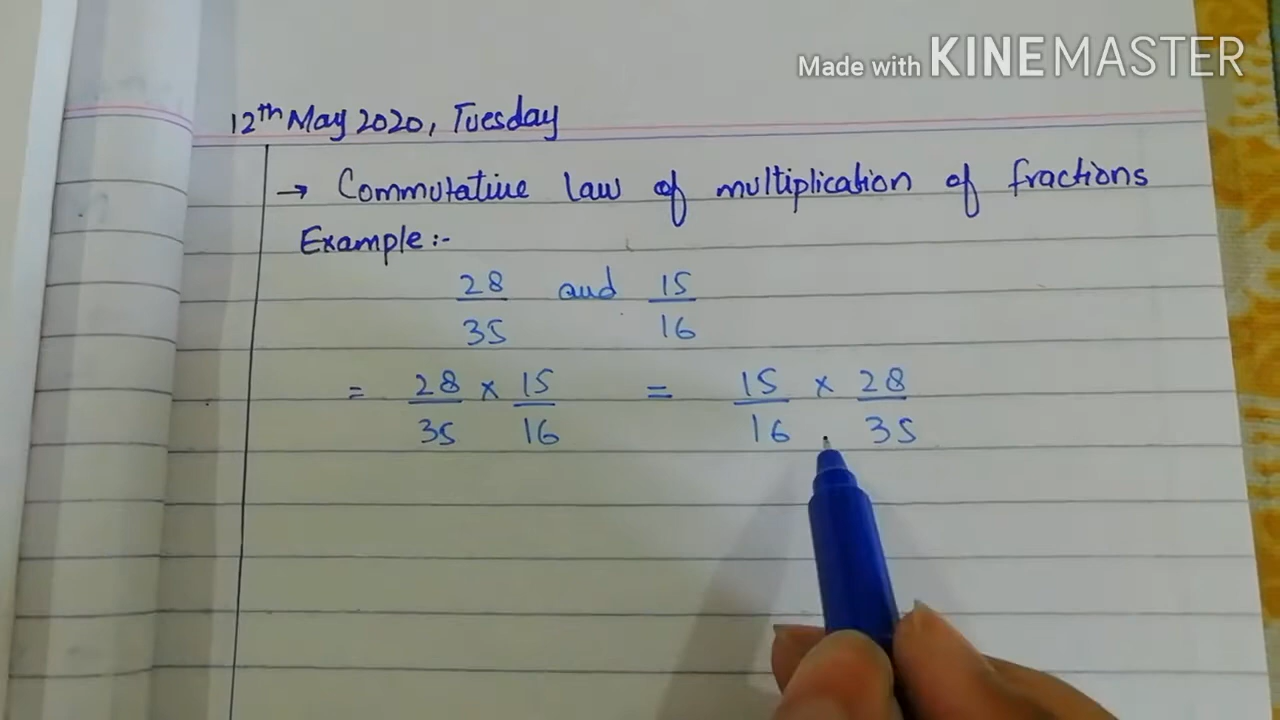 Made with KINEMASTER
12th May 2020, Tuesday
→ Commutative law of multiplication of fractions
Example :-
28/35 and 15/16
= 28/35 × 15/16 = 15/16 × 28/35